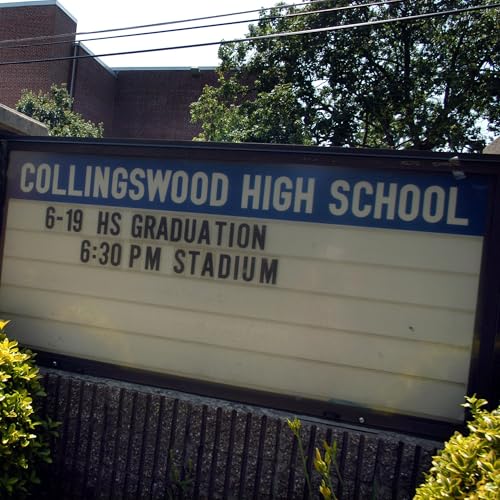 COLLINGSWOOD HIGH SCHOOL
6-19 HS GRADUATION
6:30 PM STADIUM